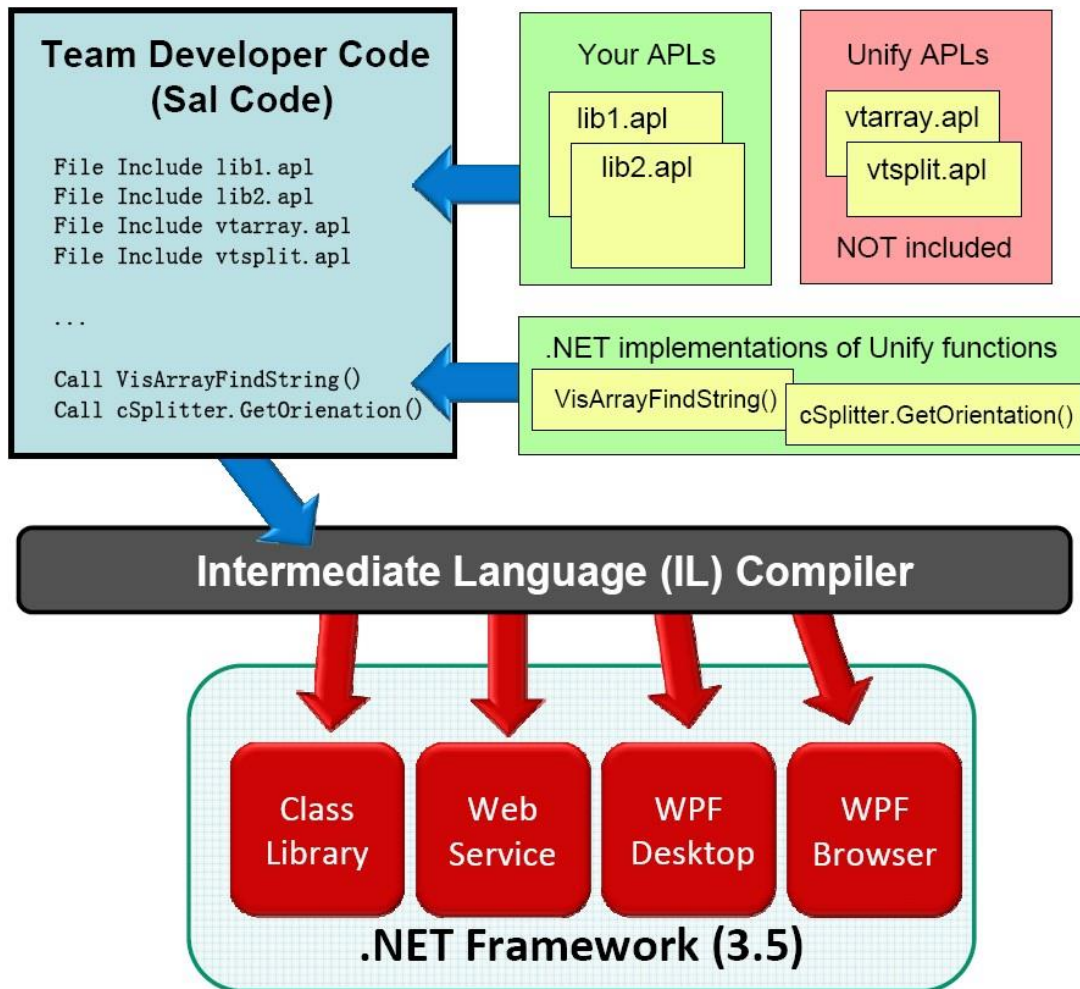 Team Developer Code
(Sal Code)
File Include lib1.apl
File Include lib2.apl
File Include vtarray.apl
File Include vtsplit.apl
...
Call VisArrayFindString()
Call cSplitter.GetOrienation()
Your APLs
lib1.apl
lib2.apl
Unify APLs
vtarray.apl
vtsplit.apl
NOT included
.NET implementations of Unify functions
VisArrayFindString()
cSplitter.GetOrientation()
Intermediate Language (IL) Compiler
Class
Library
Web
Service
WPF
Desktop
WPF
Browser
.NET Framework (3.5)